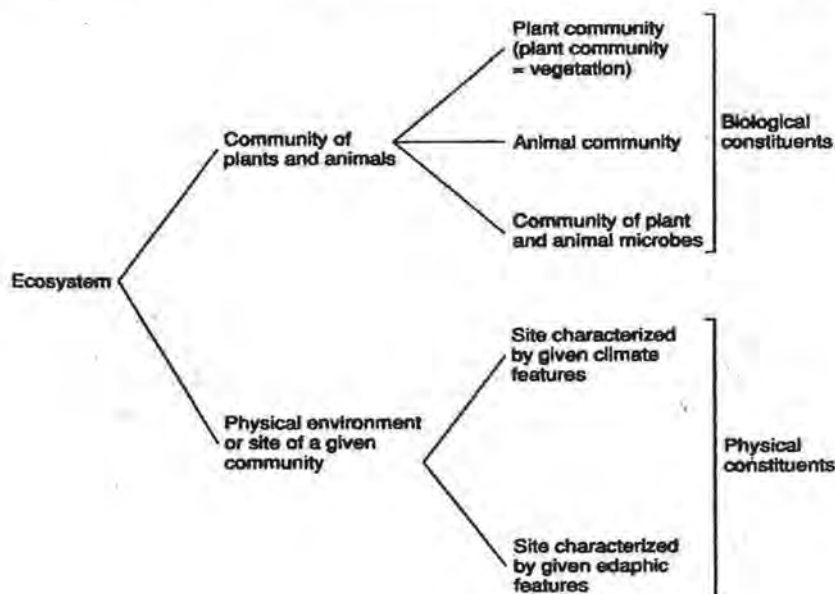 Plant community
(plant community
= vegetation)
Biological
constituents
Community of
plants and animals
Animal community
Community of plant
and animal microbes
Ecosystem
Site characterized
by given climate
features
Physical environment
or site of a given
community
Physical
constituents
Site characterized
by given edaphic
features